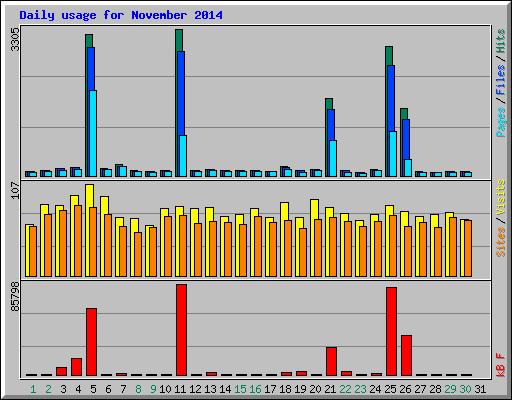 Daily usage for November 2014
3305
Pages / Files / Hits
107
Sites / Visits
85798
kB F
1 2 3 4 5 6 7 8 9 10 11 12 13 14 15 16 17 18 19 20 21 22 23 24 25 26 27 28 29 30 31